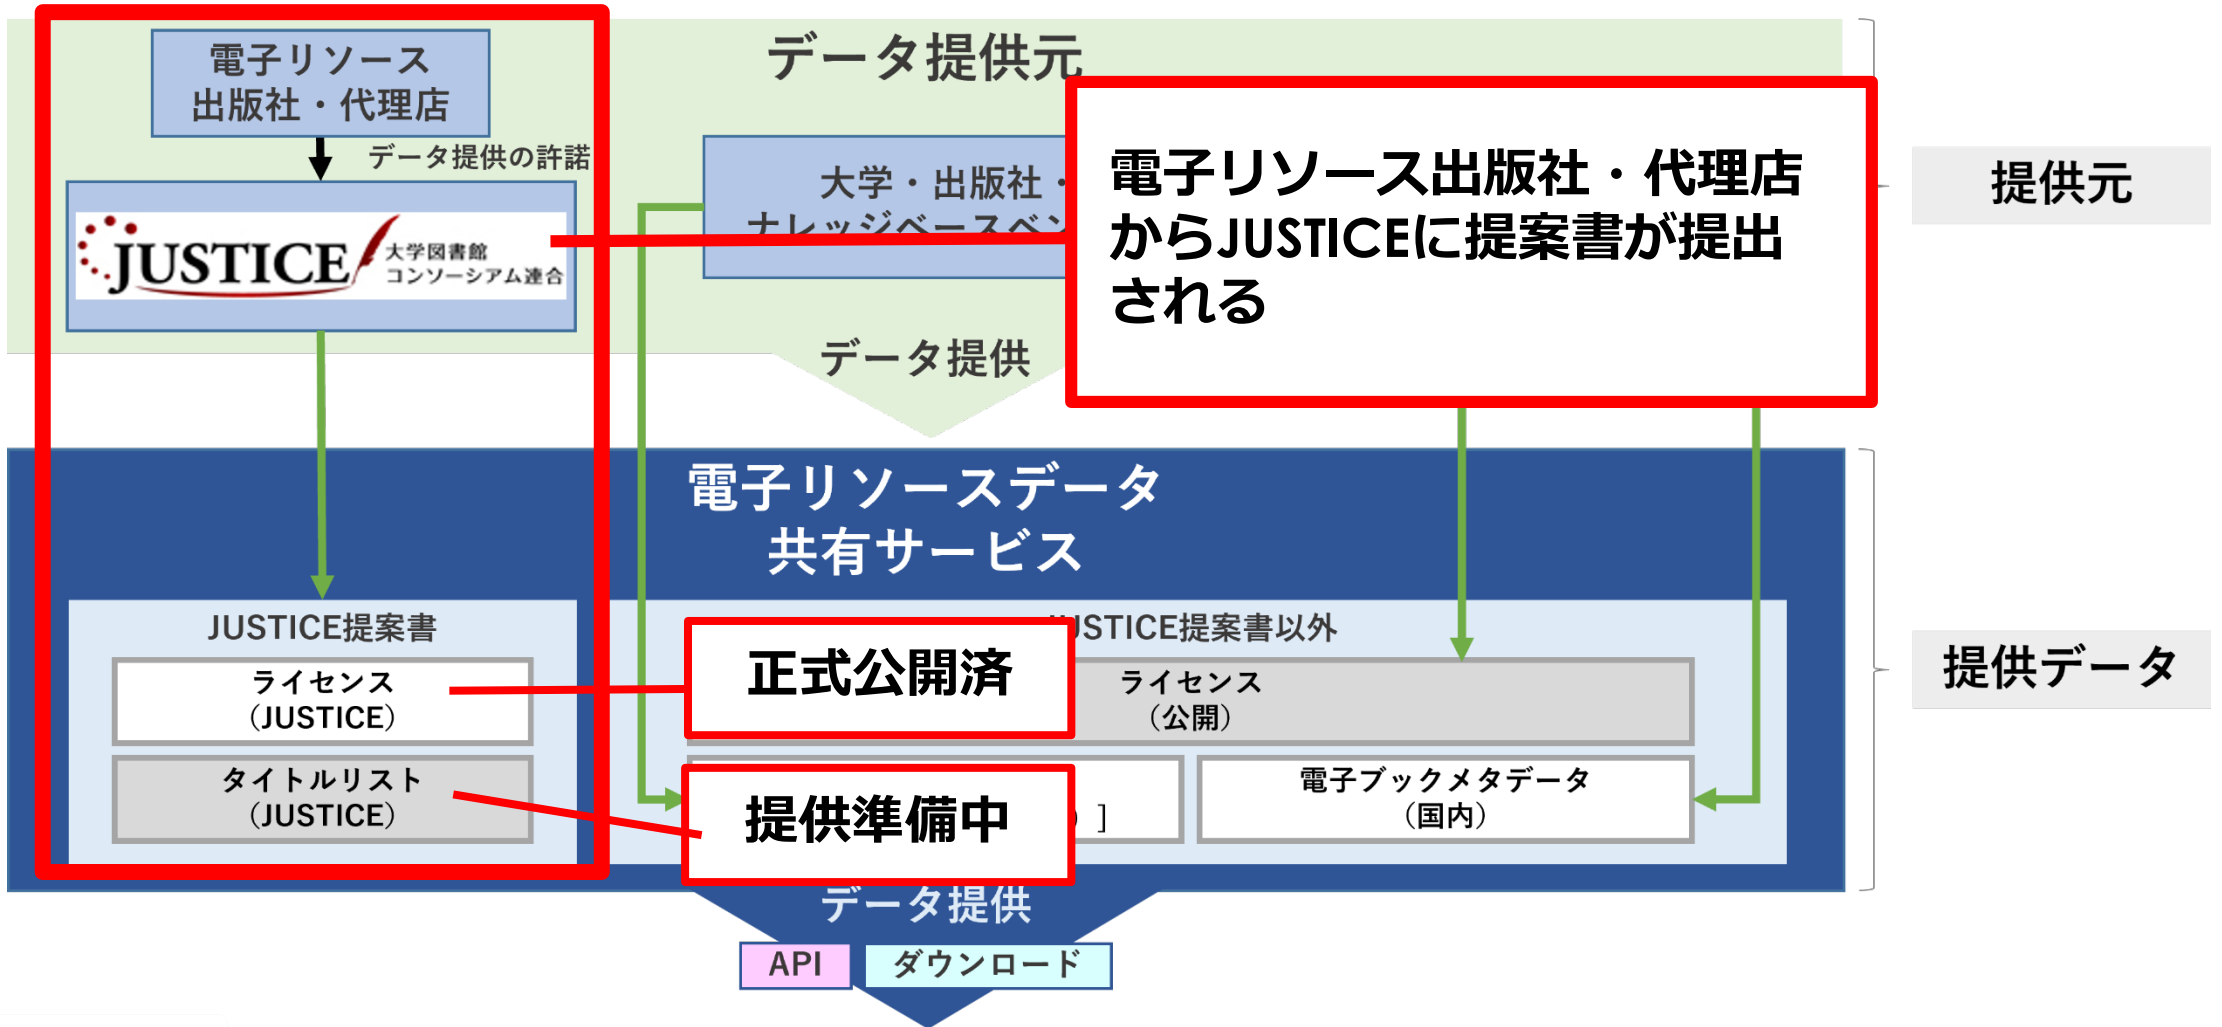 データ提供元
電子リソース
出版社・代理店
データ提供の許諾
JUSTICE
大学図書館
コンソーシアム連合
大学・出版社・
ナレッジベースベン
電子リソース出版社・代理店
からJUSTICEに提案書が提出
される
提供元
データ提供
電子リソースデータ
共有サービス
JUSTICE提案書
ライセンス
（JUSTICE）
タイトルリスト
（JUSTICE）
正式公開済
提供準備中
USTICE提案書以外
ライセンス
（公開）
）］
電子ブックメタデータ
（国内）
提供データ
データ提供
API
ダウンロード